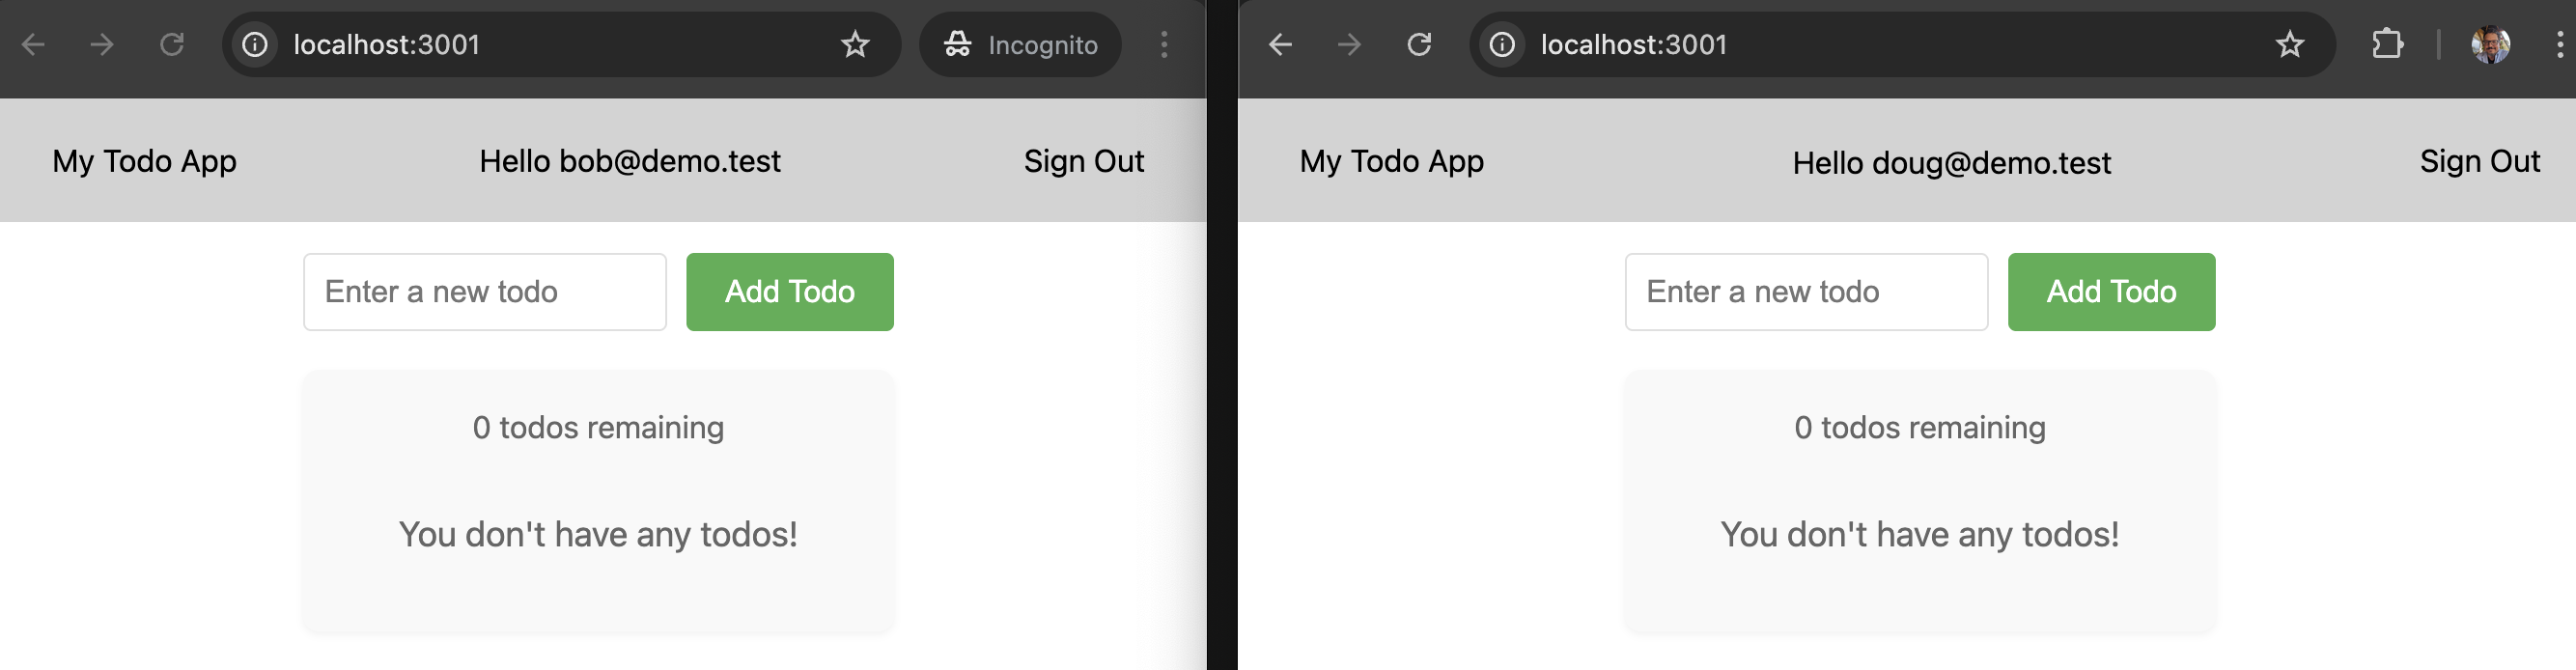 localhost:3001
Incognito
My Todo App
Hello bob@demo.test
Sign Out
Enter a new todo
Add Todo
0 todos remaining
You don't have any todos!
localhost:3001
My Todo App
Hello doug@demo.test
Sign Out
Enter a new todo
Add Todo
0 todos remaining
You don't have any todos!